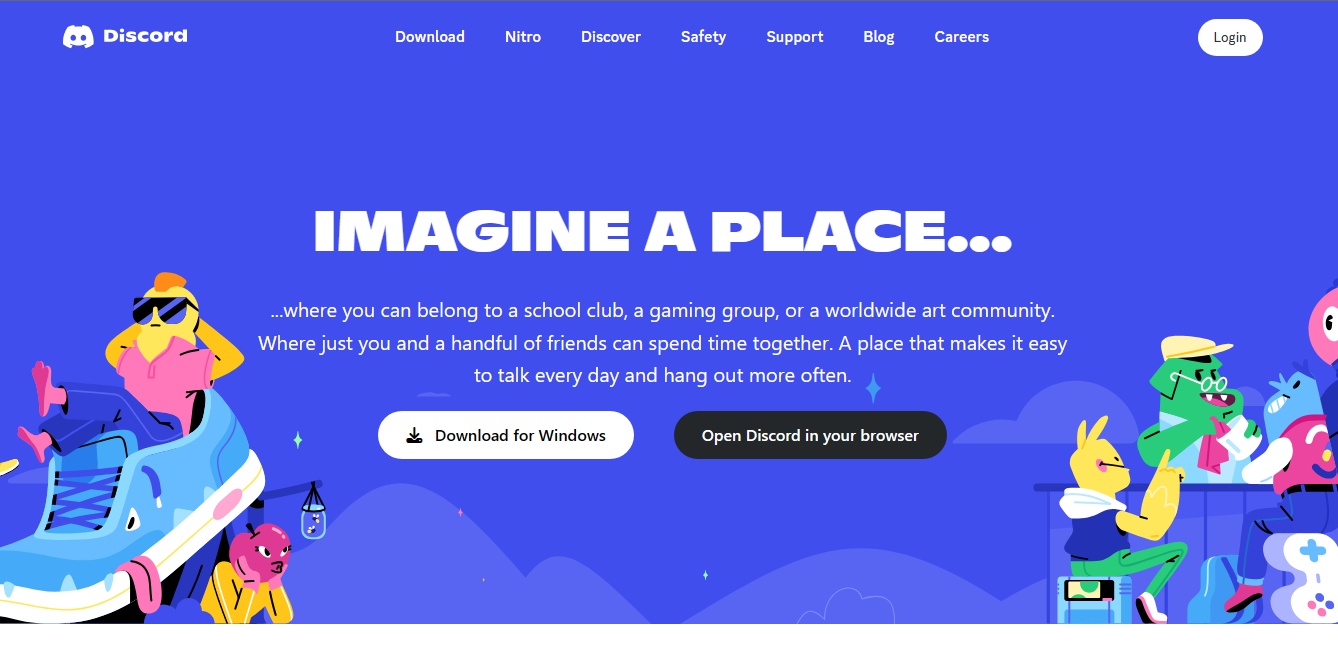 Discord
Download Nitro Discover Safety Support Blog Careers
Login
IMAGINE A PLACE...
...where you can belong to a school club, a gaming group, or a worldwide art community.
Where just you and a handful of friends can spend time together. A place that makes it easy
to talk every day and hang out more often.
Download for Windows
Open Discord in your browser